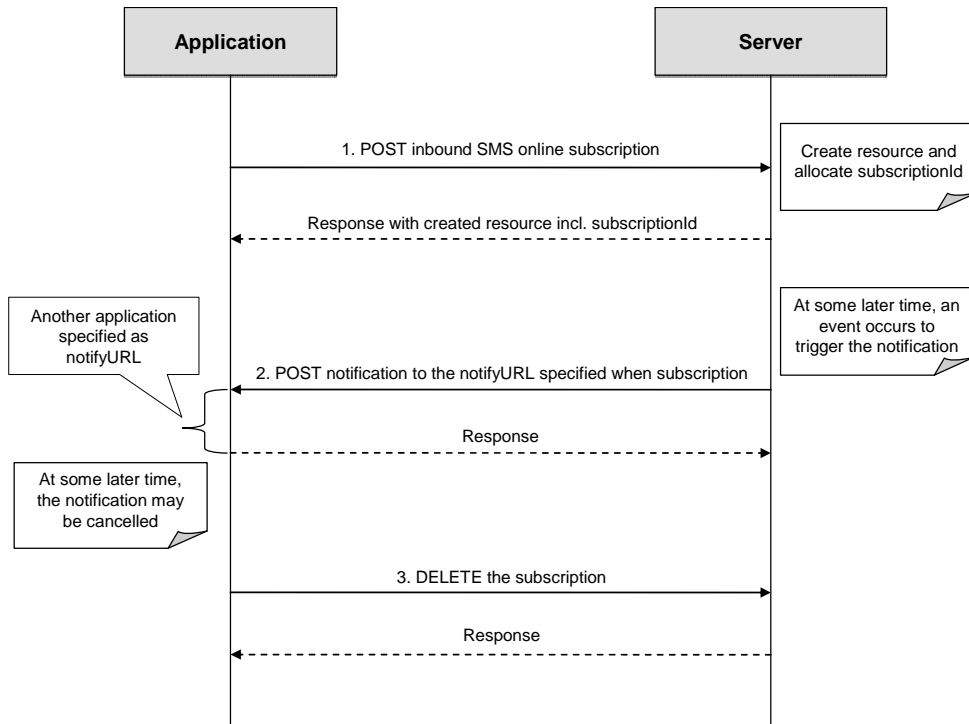 Application
Server
1. POST inbound SMS online subscription
Create resource and
allocate subscriptionId
Response with created resource incl. subscriptionId
At some later time, an
event occurs to
trigger the notification
Another application
specified as
notifyURL
2. POST notification to the notifyURL specified when subscription
Response
At some later time,
the notification may
be cancelled
3. DELETE the subscription
Response